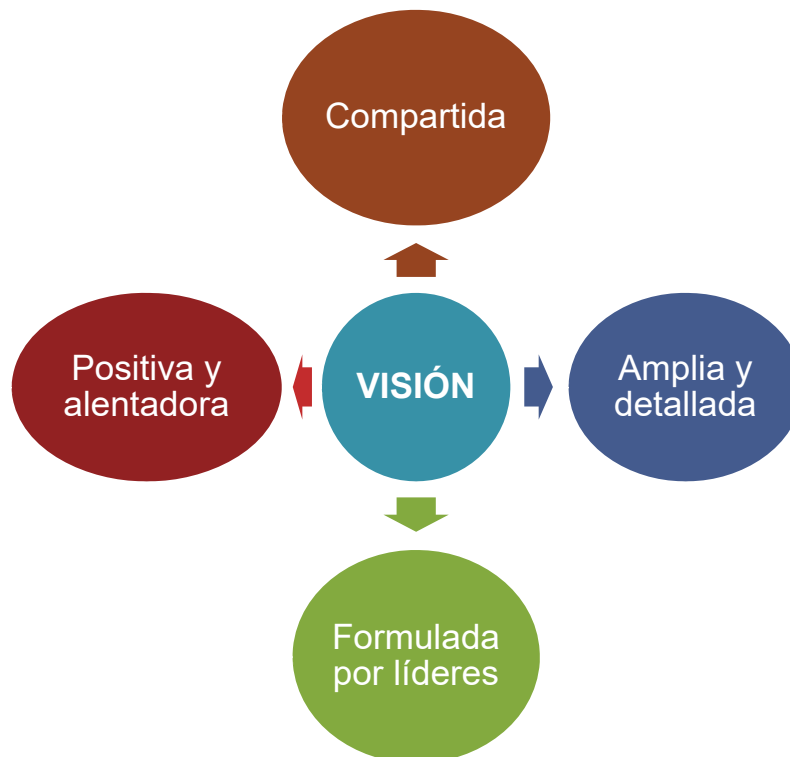 Compartida
Positiva y
alentadora
VISIÓN
Amplia y
detallada
Formulada
por líderes